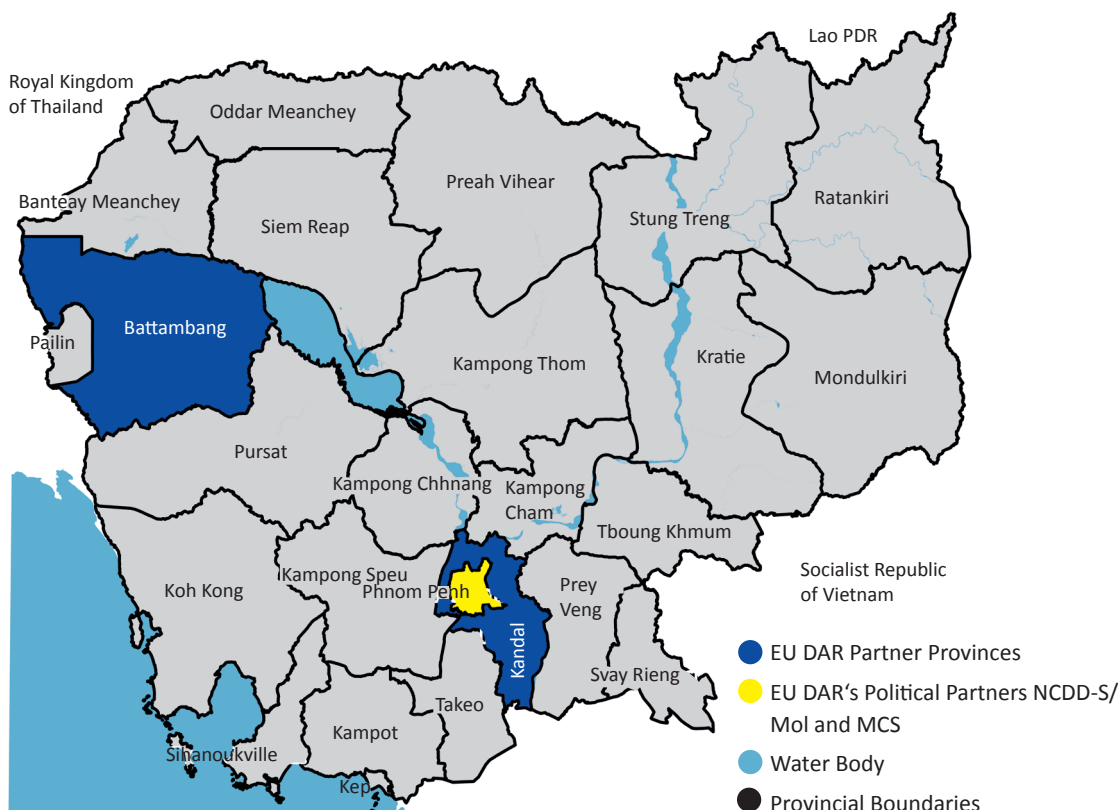 Lao PDR
Royal Kingdom
of Thailand
Oddar Meanchey
Preah Vihear
Banteay Meanchey
Siem Reap
Stung Treng
Ratankiri
Battambang
Pailin
Kampong Thom
Kratie
Mondulkiri
Pursat
Kampong Chhnang
Kampong
Cham
Tboung Khmum
Koh Kong
Kampong Speu
Phnom Penh
Prey
Veng
Socialist Republic
of Vietnam
Kandal
Svay Rieng
Takeo
Kampot
Sihanoukville
Kep
EU DAR Partner Provinces
EU DAR‘s Political Partners NCDD-S/
MoI and MCS
Water Body
Provincial Boundaries